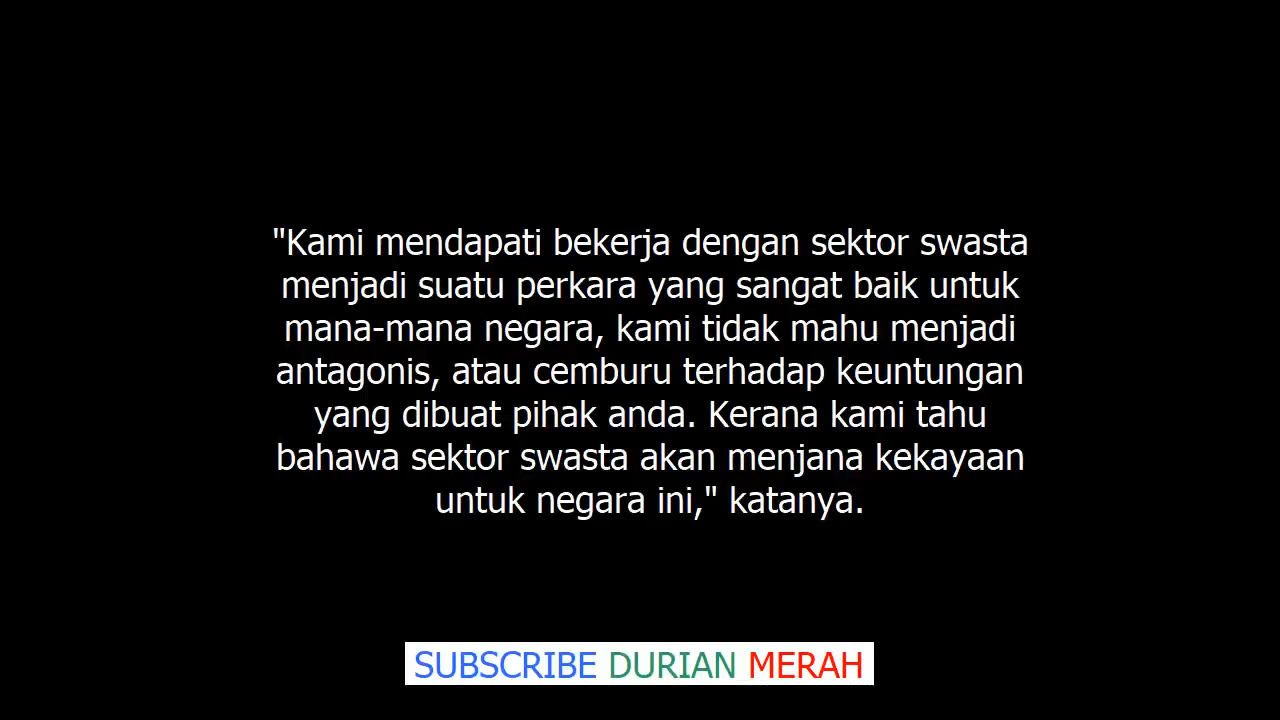 "Kami mendapati bekerja dengan sektor swasta
menjadi suatu perkara yang sangat baik untuk
mana-mana negara, kami tidak mahu menjadi
antagonis, atau cemburu terhadap keuntungan
yang dibuat pihak anda. Kerana kami tahu
bahawa sektor swasta akan menjana kekayaan
untuk negara ini," katanya.
SUBSCRIBE DURIAN MERAH